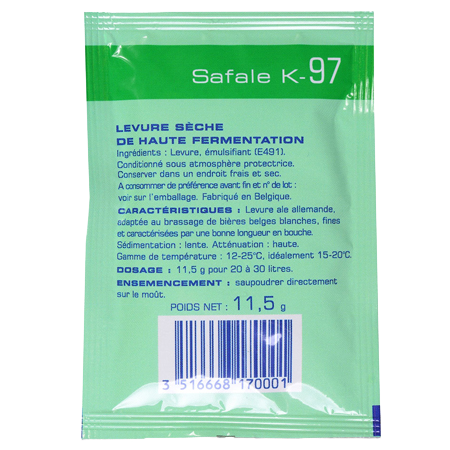 Safale K-97
LEVURE SÈCHE
DE HAUTE FERMENTATION
Ingrédients : Levure, émulsifiant (E491).
Conditionné sous atmosphère protectrice.
Conserver dans un endroit frais et sec.
A consommer de préférence avant fin et n° de lot :
voir sur l'emballage. Fabriqué en Belgique.
CARACTÉRISTIQUES : Levure ale allemande,
adaptée au brassage de bières belges blanches, fines
et caractérisées par une bonne longueur en bouche.
Sédimentation : lente. Atténuation : haute.
Gamme de température : 12-25°C, idéalement 15-20°C.
DOSAGE : 11,5 g pour 20 à 30 litres.
ENSEMENCEMENT : saupoudrer directement
sur le moût.
POIDS NET : 11,5 g
3 516668 170001